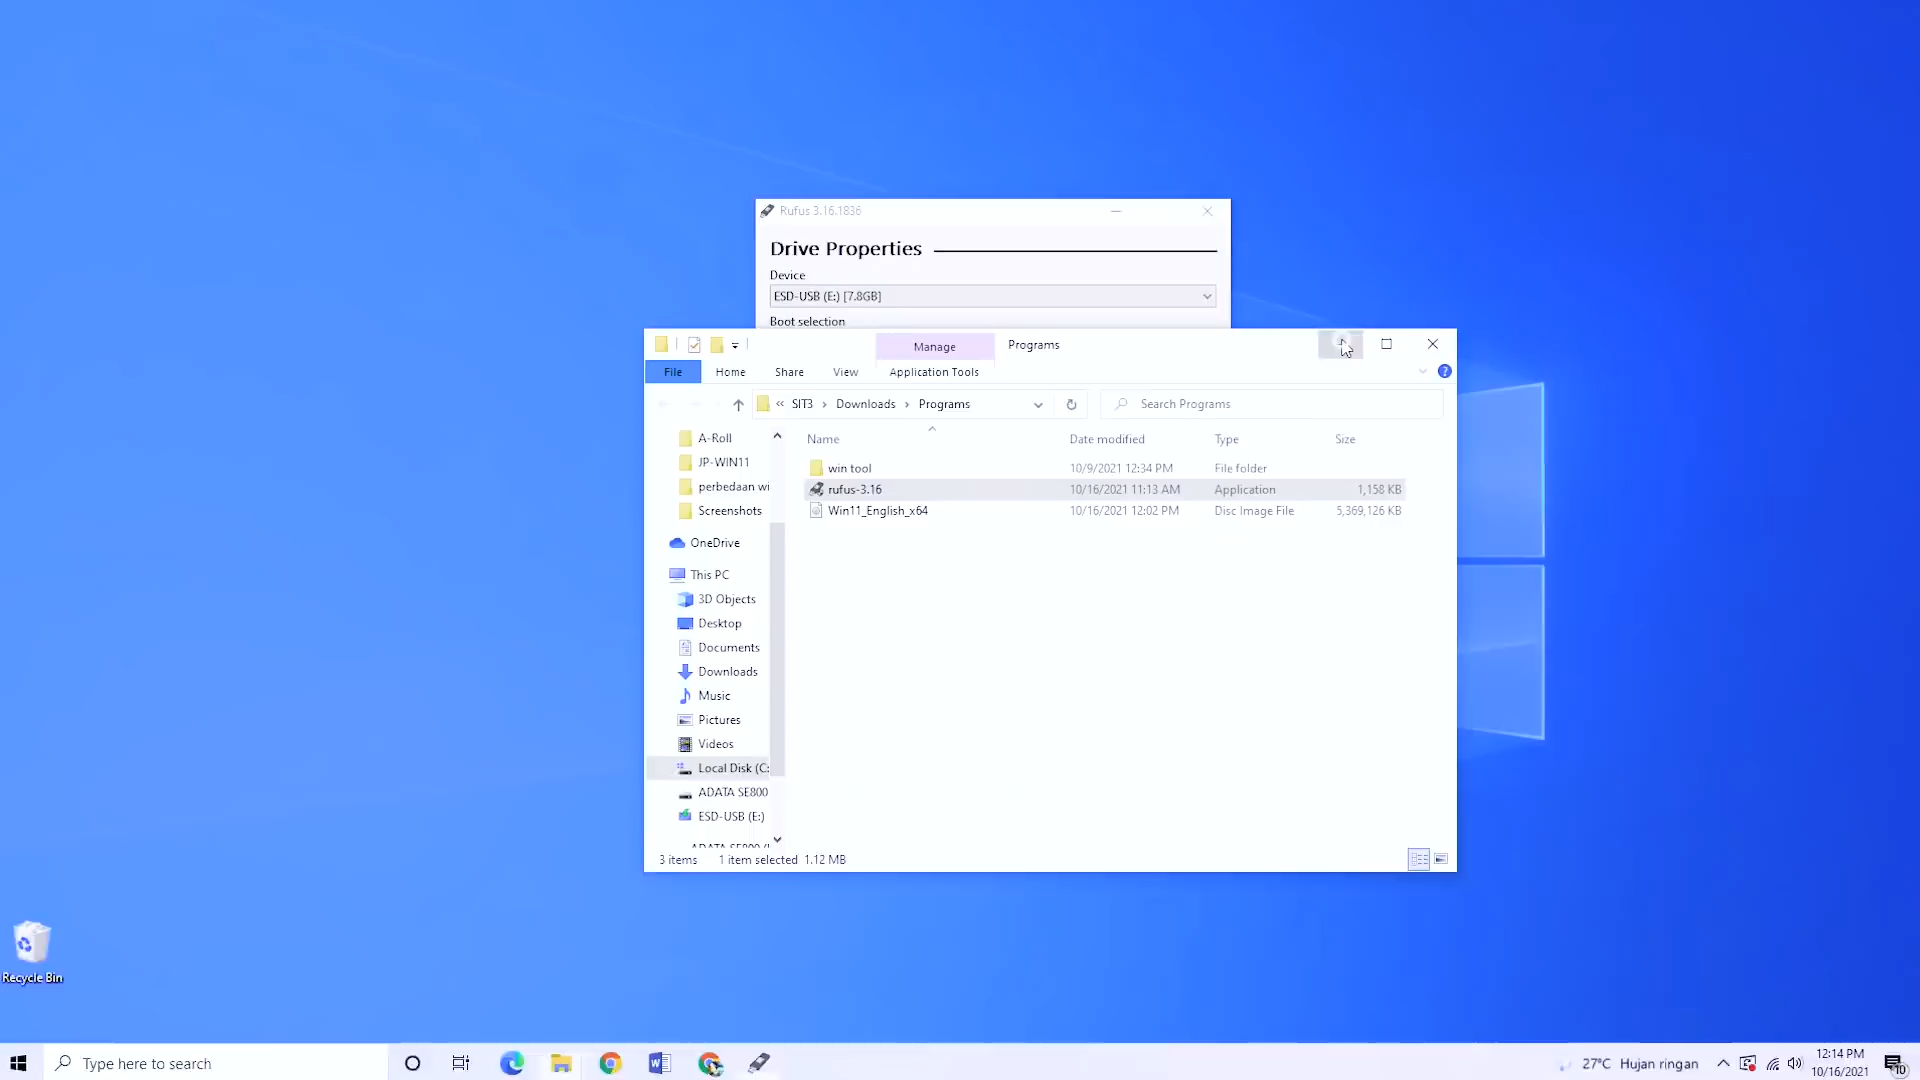 Rufus 3.16.1836
Drive Properties
Device
ESD-USB (E:) [7.8GB]
Boot selection
Manage
Programs
File
Home
Share
View
Application Tools
« SIT3 › Downloads › Programs
Search Programs
Name
Date modified
Type
Size
win tool
10/9/2021 12:34 PM
File folder
rufus-3.16
10/16/2021 11:13 AM
Application
1,158 KB
Win11_English_x64
10/16/2021 12:02 PM
Disc Image File
5,369,126 KB
A-Roll
JP-WIN11
perbedaan wi
Screenshots
OneDrive
This PC
3D Objects
Desktop
Documents
Downloads
Music
Pictures
Videos
Local Disk (C:
ADATA SE800
ESD-USB (E:)
3 items
1 item selected 1.12 MB
Recycle Bin
Type here to search
27°C Hujan ringan
12:14 PM
10/16/2021
10